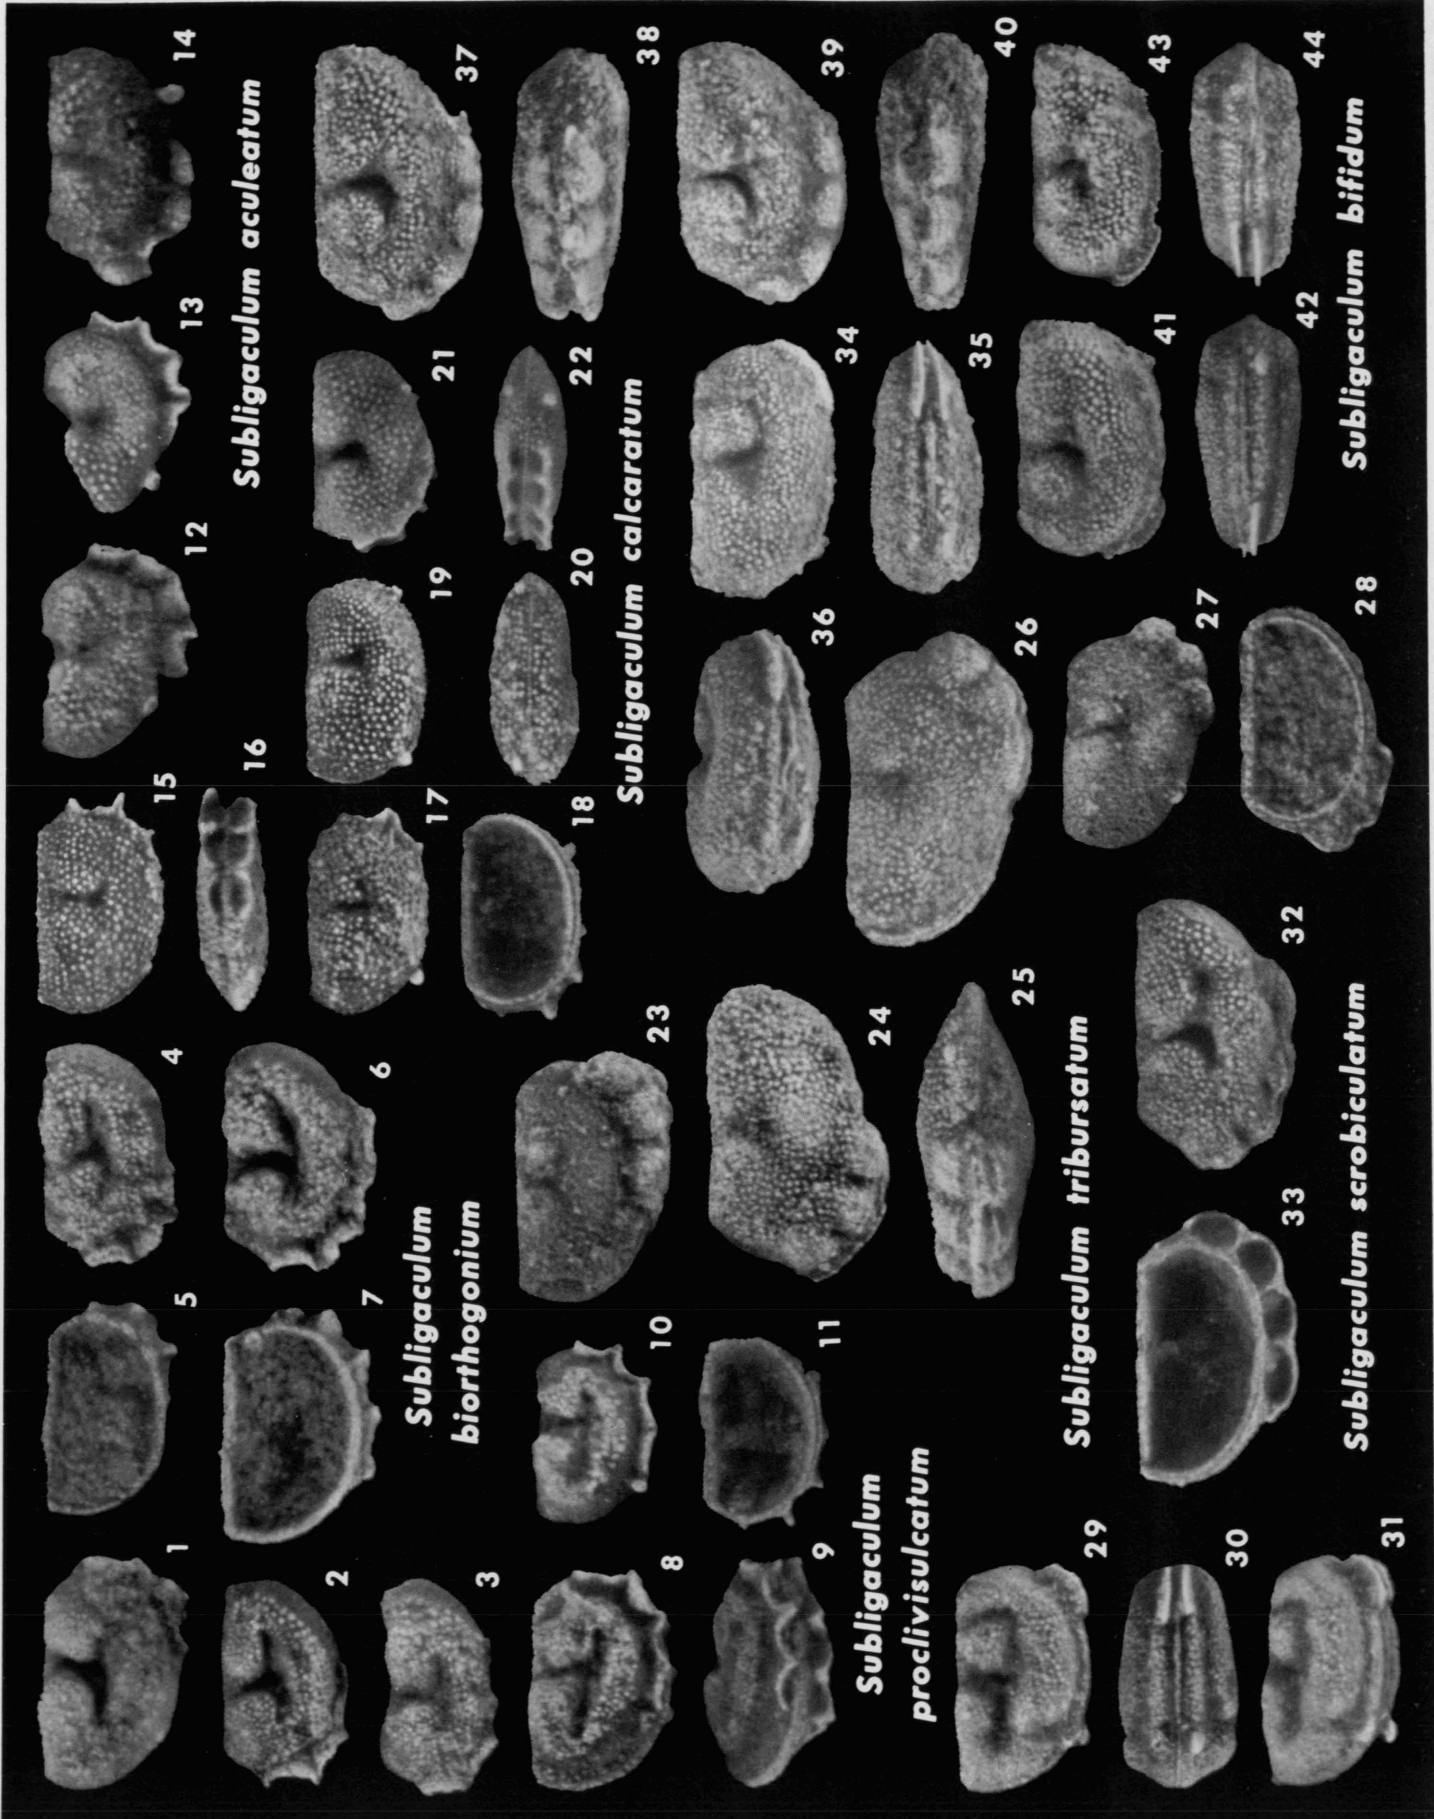 1 5 4 15 12 13 14
16
Subligaculum aculeatum
2 7 6
17 19 21 37
Subligaculum
biorthogonium
3
18 20 22 38
Subligaculum calcaratum
8 10 23
9 11 24 36 34 39
Subligaculum
proclivisulcatum
35 40
25 26
Subligaculum tribursatum
29 27 41 43
30 33 32 28 42 44
Subligaculum scrobiculatum
Subligaculum bifidum
31